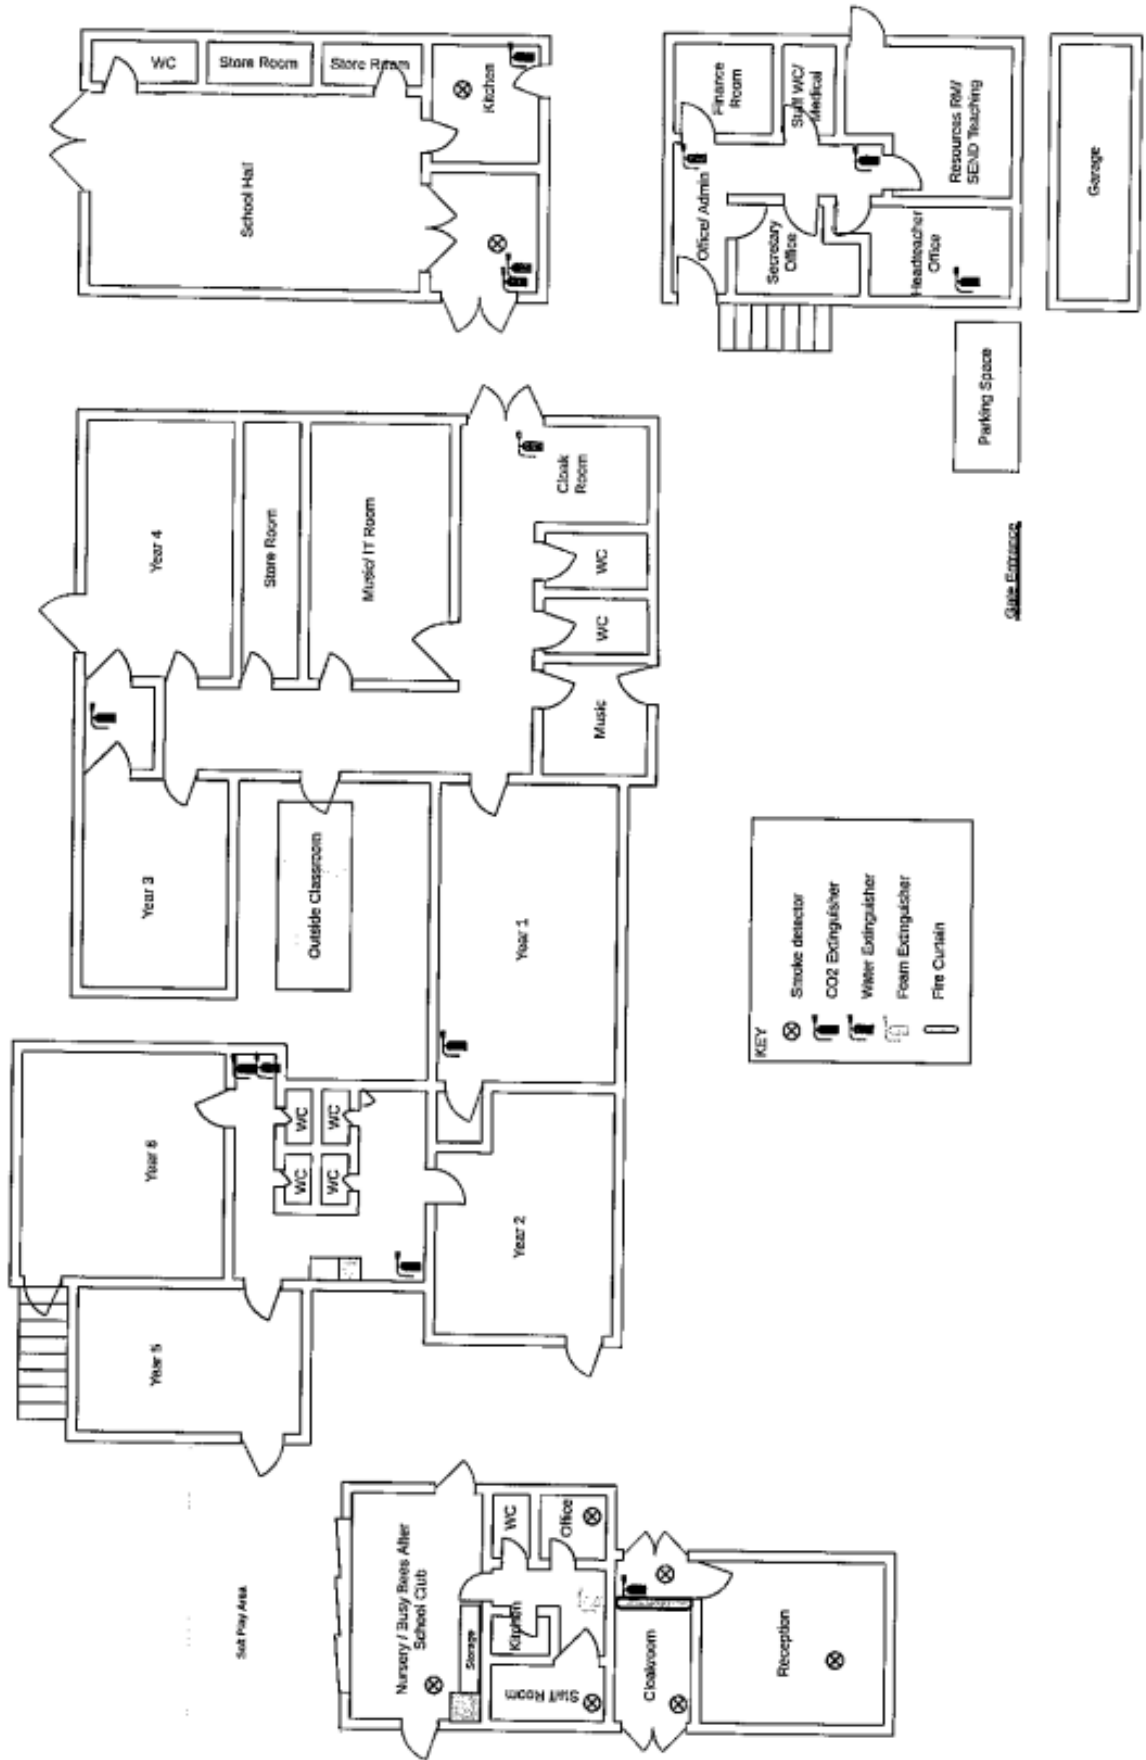 WC
Store Room
Store Room
Kitchen
School Hall
Finance
Room
Staff WC/
Medical
Resources RM/
SEND Teaching
Office/ Admin
Secretary
Office
Headteacher
Office
Garage
Parking Space
Gate Entrance
Year 4
Store Room
Music/ IT Room
Cloak
Room
WC
WC
Music
Year 3
Outside Classroom
Year 1
Year 6
WC
WC
WC
WC
Year 2
Year 5
KEY
Smoke detector
CO2 Extinguisher
Water Extinguisher
Foam Extinguisher
Fire Curtain
Soft Play Area
Nursery / Busy Bees After
School Club
WC
Office
Storage
Kitchen
Staff Room
Cloakroom
Reception